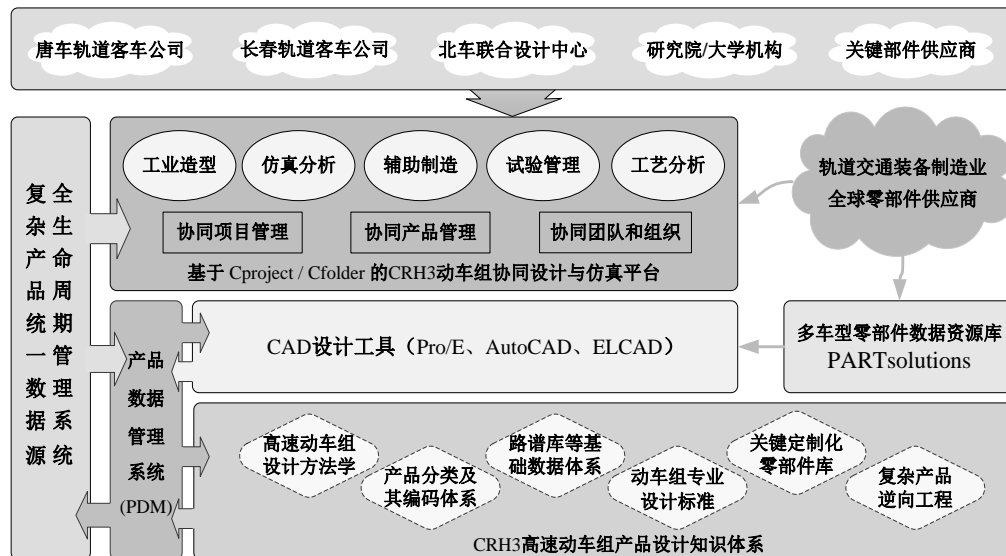 唐车轨道客车公司
长春轨道客车公司
北车联合设计中心
研究院/大学机构
关键部件供应商
复杂产品统一数据源
全生命周期管理系统
工业造型
仿真分析
辅助制造
试验管理
工艺分析
协同项目管理
协同产品管理
协同团队和组织
基于 Cproject / Cfolder 的CRH3动车组协同设计与仿真平台
轨道交通装备制造业
全球零部件供应商
产品
数据
管理
系统
(PDM)
CAD设计工具（Pro/E、AutoCAD、ELCAD）
多车型零部件数据资源库
PARTsolutions
高速动车组
设计方法学
产品分类及
其编码体系
路谱库等基
础数据体系
动车组专业
设计标准
关键定制化
零部件库
复杂产品
逆向工程
CRH3高速动车组产品设计知识体系